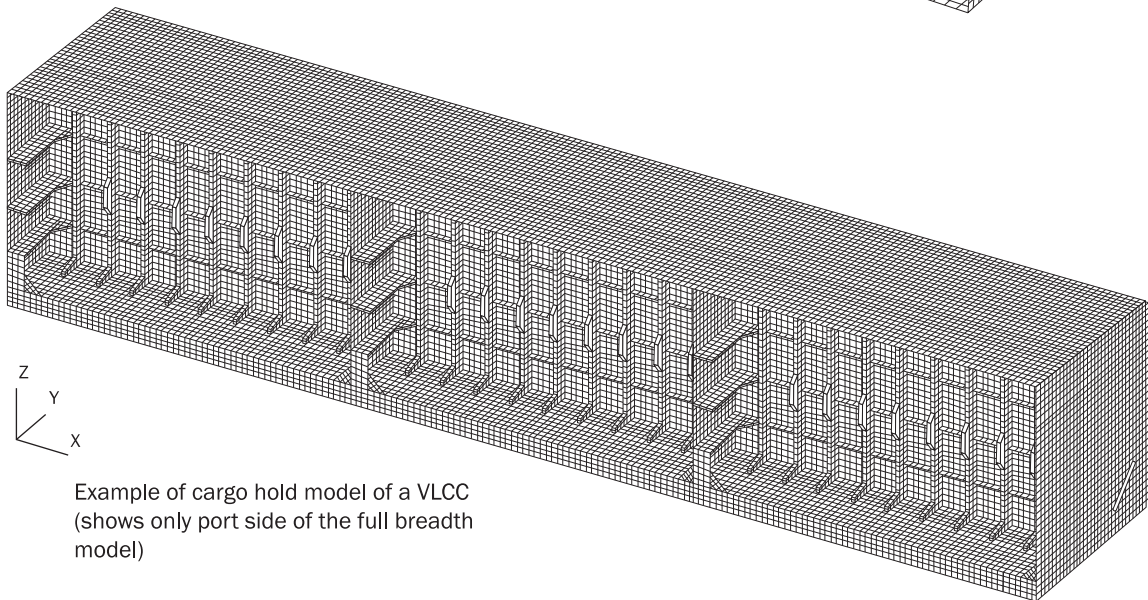 Z
Y
X
Example of cargo hold model of a VLCC
(shows only port side of the full breadth
model)